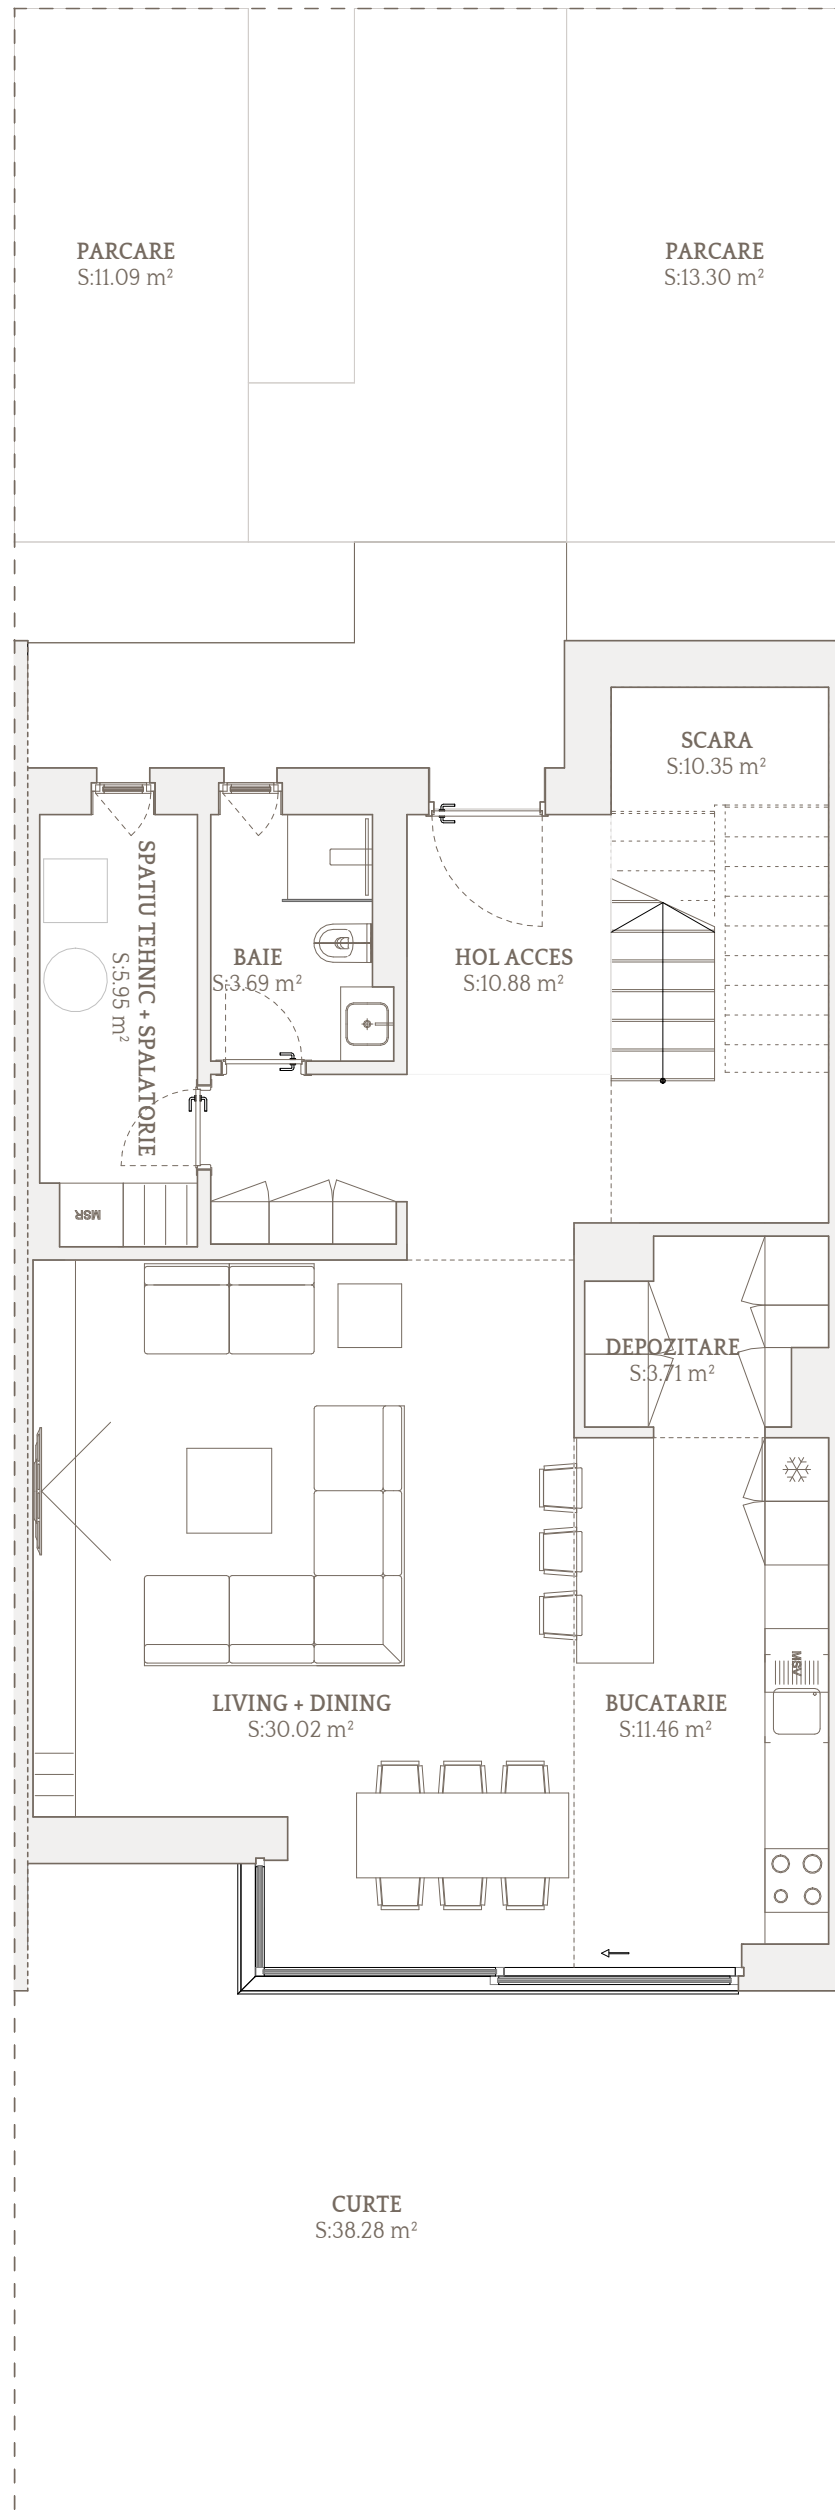 PARCARE
S:11.09 m²
PARCARE
S:13.30 m²
SCARA
S:10.35 m²
SPATIU TEHNIC + SPALATORIE
S:5.95 m²
BAIE
S:3.69 m²
HOL ACCES
S:10.88 m²
MSR
DEPOZITARE
S:3.71 m²
MSV
LIVING + DINING
S:30.02 m²
BUCATARIE
S:11.46 m²
CURTE
S:38.28 m²